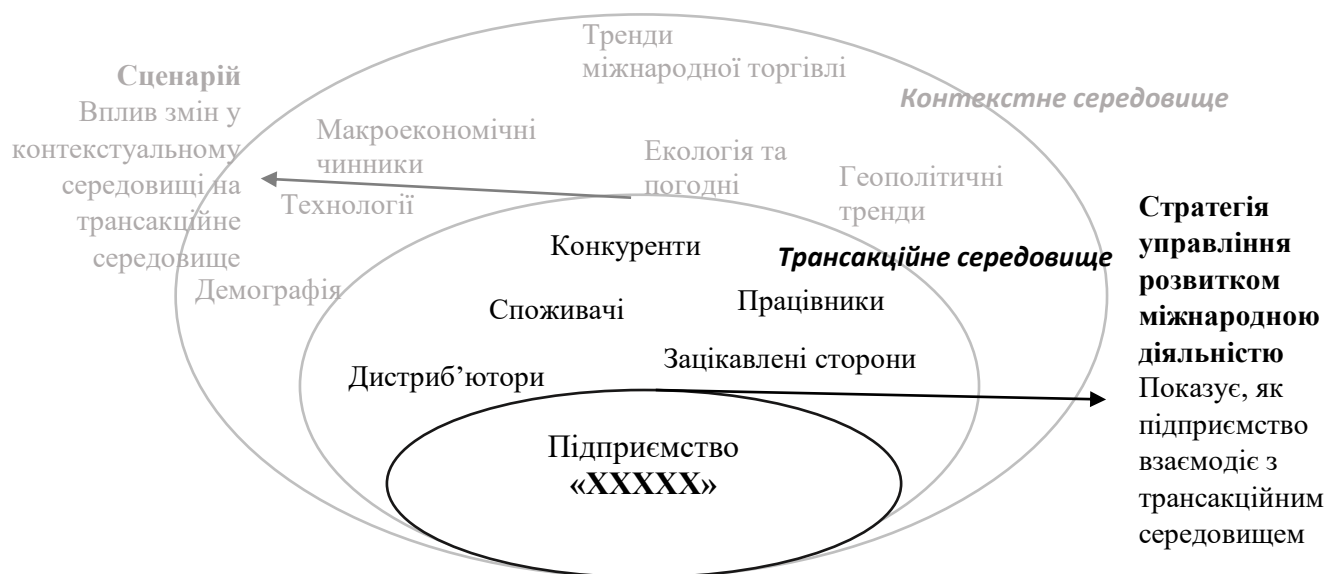 Тренди
міжнародної торгівлі
Сценарій
Вплив змін у
контекстуальному
середовищі на
трансакційне
середовище
Контекстне середовище
Макроекономічні
чинники
Екологія та
погодні
Геополітичні
тренди
Технології
Демографія
Конкуренти
Трансакційне середовище
Споживачі
Працівники
Дистриб’ютори
Зацікавлені сторони
Підприємство
«XXXXX»
Стратегія
управління
розвитком
міжнародною
діяльністю
Показує, як
підприємство
взаємодіє з
трансакційним
середовищем